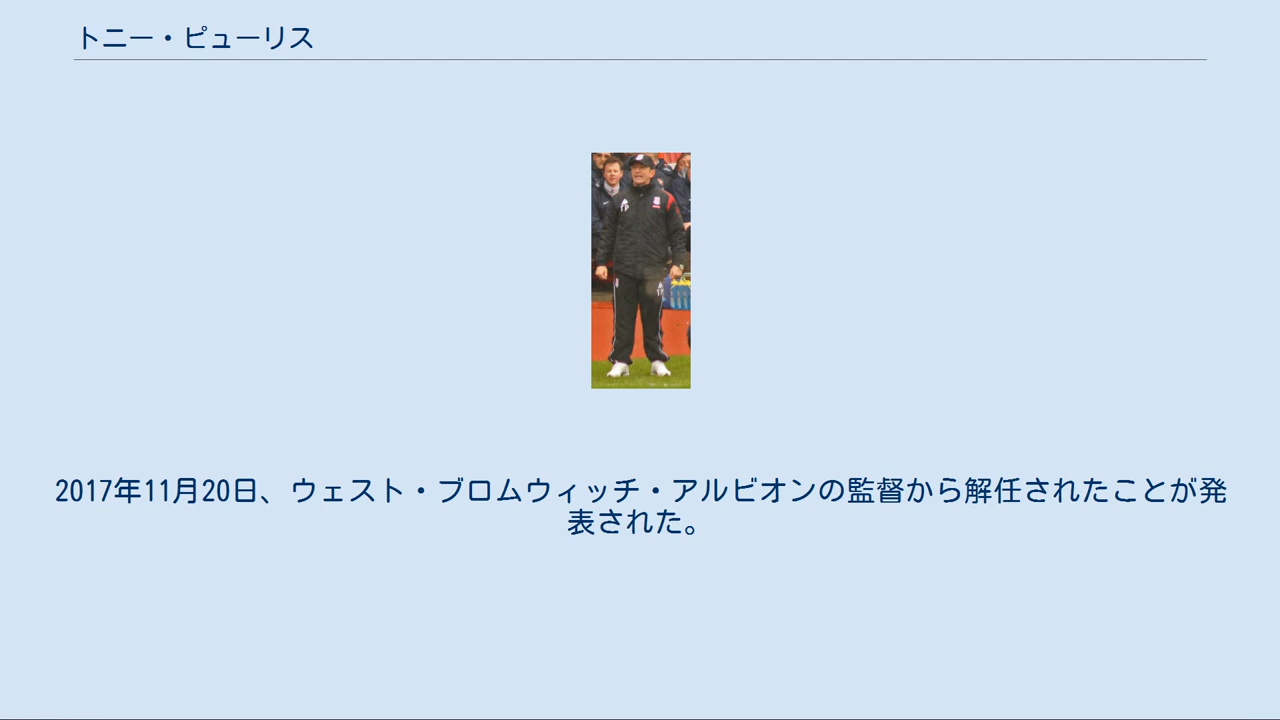 トニー・ピューリス
2017年11月20日、ウェスト・ブロムウィッチ・アルビオンの監督から解任されたことが発
表された。